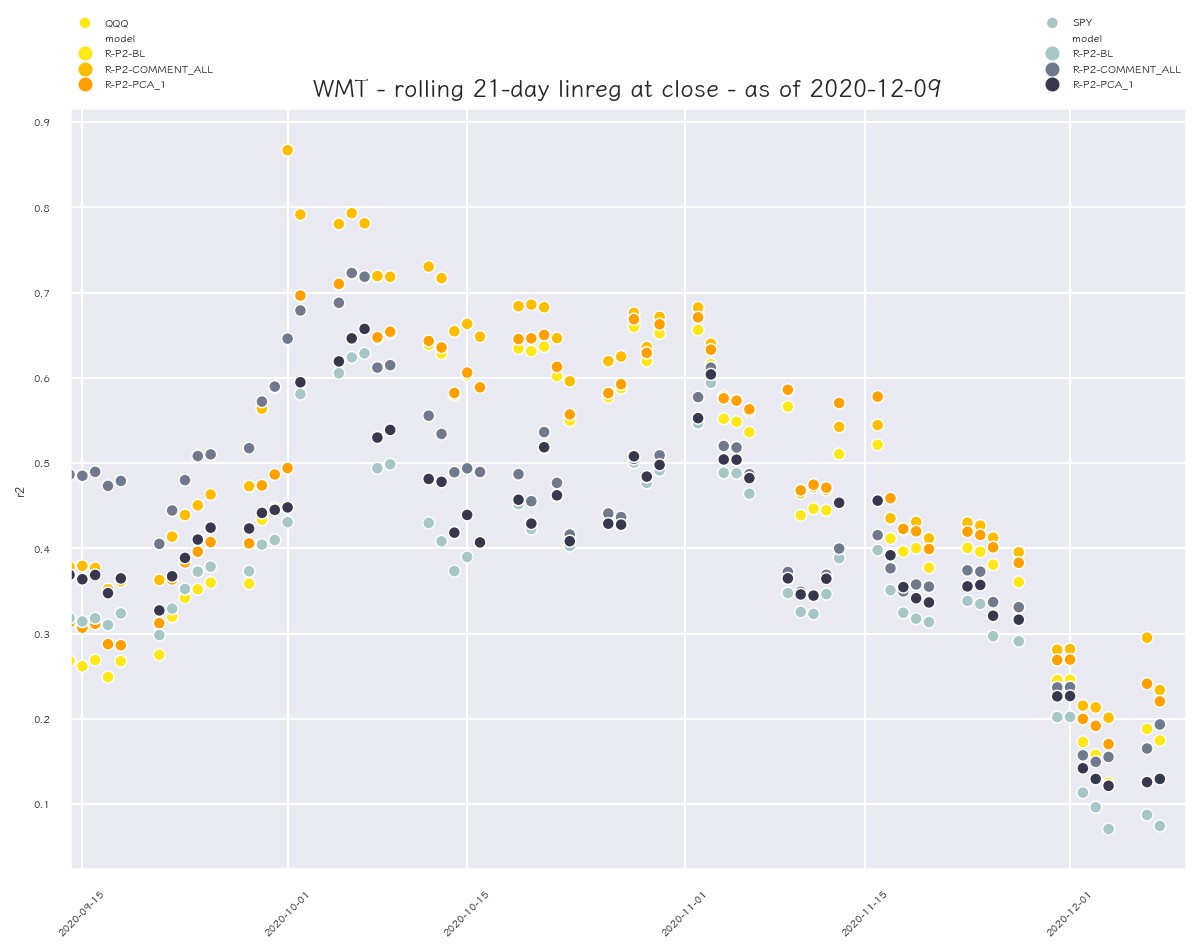 QQQ
model
R-P2-BL
R-P2-COMMENT_ALL
R-P2-PCA_1
SPY
model
R-P2-BL
R-P2-COMMENT_ALL
R-P2-PCA_1
WMT - rolling 21-day linreg at close - as of 2020-12-09
0.9
0.8
0.7
0.6
0.5
0.4
0.3
0.2
0.1
r2
2020-09-15
2020-10-01
2020-10-15
2020-11-01
2020-11-15
2020-12-01